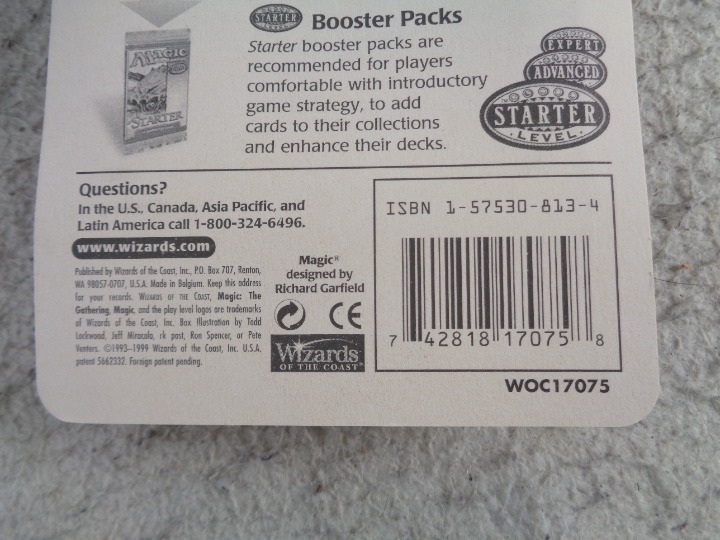 STARTER
LEVEL
Booster Packs
Starter booster packs are
recommended for players
comfortable with introductory
game strategy, to add
cards to their collections
and enhance their decks.
MAGIC
STARTER
EXPERT
ADVANCED
STARTER
LEVEL
Questions?
In the U.S., Canada, Asia Pacific, and
Latin America call 1-800-324-6496.
www.wizards.com
Published by Wizards of the Coast, Inc., P.O. Box 707, Renton,
WA 98057-0707, U.S.A. Made in Belgium. Keep this address
for your records. WIZARDS OF THE COAST, Magic: The
Gathering, Magic, and the play level logos are trademarks
of Wizards of the Coast, Inc. Box illustration by Todd
Lockwood, Jeff Miracola, rk post, Ron Spencer, or Pete
Venters. ©1993–1999 Wizards of the Coast, Inc. U.S.A.
patent 5662332. Foreign patent pending.
Magic®
designed by
Richard Garfield
CE
Wizards
OF THE COAST®
ISBN 1-57530-813-4
7 42818 17075 8
WOC17075